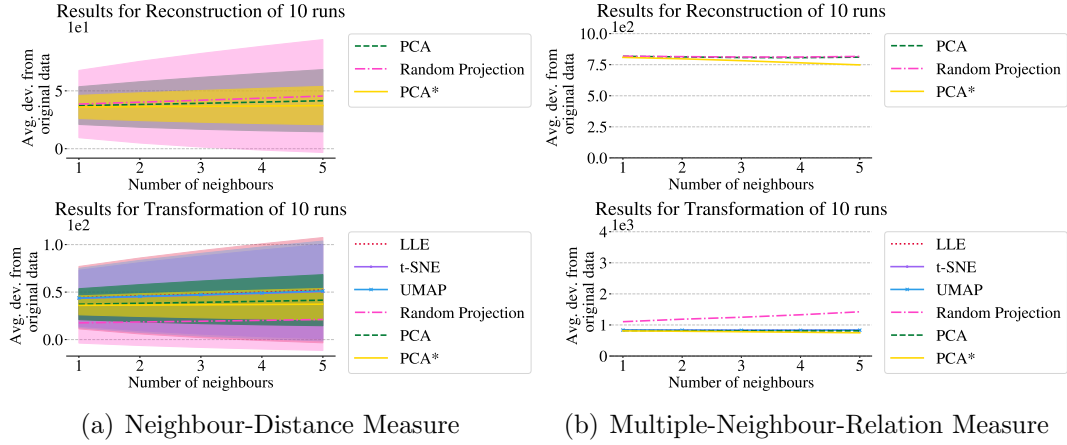 Results for Reconstruction of 10 runs
1e1
5
0
Avg. dev. from
original data
1 2 3 4 5
Number of neighbours
PCA
Random Projection
PCA*
Results for Reconstruction of 10 runs
1e2
10.0
7.5
5.0
2.5
0.0
Avg. dev. from
original data
1 2 3 4 5
Number of neighbours
PCA
Random Projection
PCA*
Results for Transformation of 10 runs
1e2
1.0
0.5
0.0
Avg. dev. from
original data
1 2 3 4 5
Number of neighbours
LLE
t-SNE
UMAP
Random Projection
PCA
PCA*
Results for Transformation of 10 runs
1e3
4
3
2
1
0
Avg. dev. from
original data
1 2 3 4 5
Number of neighbours
LLE
t-SNE
UMAP
Random Projection
PCA
PCA*
(a) Neighbour-Distance Measure
(b) Multiple-Neighbour-Relation Measure